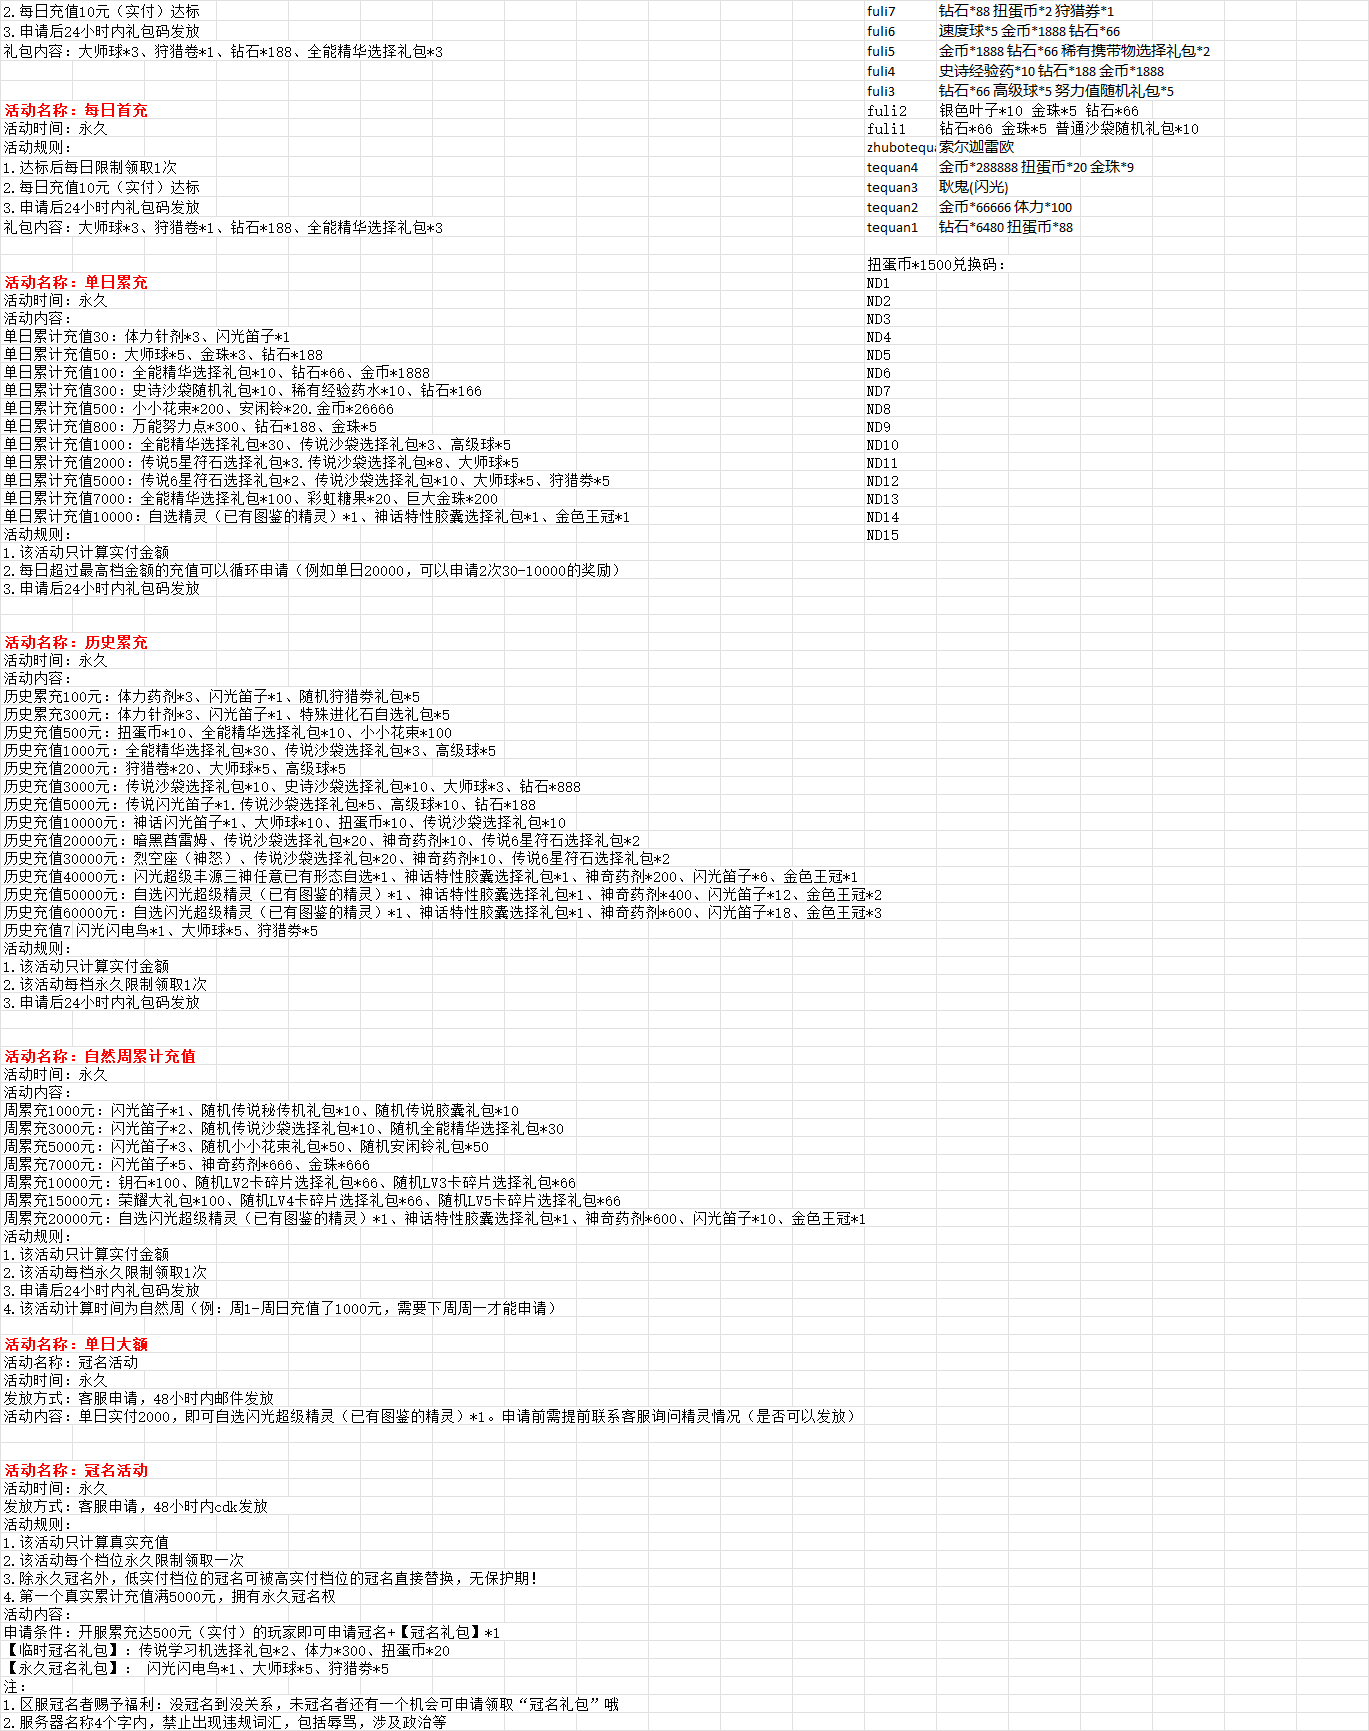 2.每日充值10元（实付）达标
3.申请后24小时内礼包码发放
礼包内容：大师球*3、狩猎卷*1、钻石*188、全能精华选择礼包*3
活动名称：每日首充
活动时间：永久
活动规则：
1.达标后每日限制领取1次
2.每日充值10元（实付）达标
3.申请后24小时内礼包码发放
礼包内容：大师球*3、狩猎卷*1、钻石*188、全能精华选择礼包*3
活动名称：单日累充
活动时间：永久
活动内容：
单日累计充值30：体力针剂*3、闪光笛子*1
单日累计充值50：大师球*5、金珠*3、钻石*188
单日累计充值100：全能精华选择礼包*10、钻石*66、金币*1888
单日累计充值300：史诗沙袋随机礼包*10、稀有经验药水*10、钻石*166
单日累计充值500：小小花束*200、安闲铃*20.金币*26666
单日累计充值800：万能努力点*300、钻石*188、金珠*5
单日累计充值1000：全能精华选择礼包*30、传说沙袋选择礼包*3、高级球*5
单日累计充值2000：传说5星符石选择礼包*3.传说沙袋选择礼包*8、大师球*5
单日累计充值5000：传说6星符石选择礼包*2、传说沙袋选择礼包*10、大师球*5、狩猎劵*5
单日累计充值7000：全能精华选择礼包*100、彩虹糖果*20、巨大金珠*200
单日累计充值10000：自选精灵（已有图鉴的精灵）*1、神话特性胶囊选择礼包*1、金色王冠*1
活动规则：
1.该活动只计算实付金额
2.每日超过最高档金额的充值可以循环申请（例如单日20000，可以申请2次30-10000的奖励）
3.申请后24小时内礼包码发放
活动名称：历史累充
活动时间：永久
活动内容：
历史累充100元：体力药剂*3、闪光笛子*1、随机狩猎劵礼包*5
历史累充300元：体力针剂*3、闪光笛子*1、特殊进化石自选礼包*5
历史充值500元：扭蛋币*10、全能精华选择礼包*10、小小花束*100
历史充值1000元：全能精华选择礼包*30、传说沙袋选择礼包*3、高级球*5
历史充值2000元：狩猎卷*20、大师球*5、高级球*5
历史充值3000元：传说沙袋选择礼包*10、史诗沙袋选择礼包*10、大师球*3、钻石*888
历史充值5000元：传说闪光笛子*1.传说沙袋选择礼包*5、高级球*10、钻石*188
历史充值10000元：神话闪光笛子*1、大师球*10、扭蛋币*10、传说沙袋选择礼包*10
历史充值20000元：暗黑酋雷姆、传说沙袋选择礼包*20、神奇药剂*10、传说6星符石选择礼包*2
历史充值30000元：烈空座（神怒）、传说沙袋选择礼包*20、神奇药剂*10、传说6星符石选择礼包*2
历史充值40000元：闪光超级丰源三神任意已有形态自选*1、神话特性胶囊选择礼包*1、神奇药剂*200、闪光笛子*6、金色王冠*1
历史充值50000元：自选闪光超级精灵（已有图鉴的精灵）*1、神话特性胶囊选择礼包*1、神奇药剂*400、闪光笛子*12、金色王冠*2
历史充值60000元：自选闪光超级精灵（已有图鉴的精灵）*1、神话特性胶囊选择礼包*1、神奇药剂*600、闪光笛子*18、金色王冠*3
历史充值7 闪光闪电鸟*1、大师球*5、狩猎劵*5
活动规则：
1.该活动只计算实付金额
2.该活动每档永久限制领取1次
3.申请后24小时内礼包码发放
活动名称：自然周累计充值
活动时间：永久
活动内容：
周累充1000元：闪光笛子*1、随机传说秘传机礼包*10、随机传说胶囊礼包*10
周累充3000元：闪光笛子*2、随机传说沙袋选择礼包*10、随机全能精华选择礼包*30
周累充5000元：闪光笛子*3、随机小小花束礼包*50、随机安闲铃礼包*50
周累充7000元：闪光笛子*5、神奇药剂*666、金珠*666
周累充10000元：钥石*100、随机LV2卡碎片选择礼包*66、随机LV3卡碎片选择礼包*66
周累充15000元：荣耀大礼包*100、随机LV4卡碎片选择礼包*66、随机LV5卡碎片选择礼包*66
周累充20000元：自选闪光超级精灵（已有图鉴的精灵）*1、神话特性胶囊选择礼包*1、神奇药剂*600、闪光笛子*10、金色王冠*1
活动规则：
1.该活动只计算实付金额
2.该活动每档永久限制领取1次
3.申请后24小时内礼包码发放
4.该活动计算时间为自然周（例：周1-周日充值了1000元，需要下周周一才能申请）
活动名称：单日大额
活动名称：冠名活动
活动时间：永久
发放方式：客服申请，48小时内邮件发放
活动内容：单日实付2000，即可自选闪光超级精灵（已有图鉴的精灵）*1。申请前需提前联系客服询问精灵情况（是否可以发放）
活动名称：冠名活动
活动时间：永久
发放方式：客服申请，48小时内cdk发放
活动规则：
1.该活动只计算真实充值
2.该活动每个档位永久限制领取一次
3.除永久冠名外，低实付档位的冠名可被高实付档位的冠名直接替换，无保护期！
4.第一个真实累计充值满5000元，拥有永久冠名权
活动内容：
申请条件：开服累充达500元（实付）的玩家即可申请冠名+【冠名礼包】*1
【临时冠名礼包】：传说学习机选择礼包*2、体力*300、扭蛋币*20
【永久冠名礼包】： 闪光闪电鸟*1、大师球*5、狩猎劵*5
注：
1.区服冠名者赐予福利：没冠名到没关系，未冠名者还有一个机会可申请领取“冠名礼包”哦
2.服务器名称4个字内，禁止出现违规词汇，包括辱骂，涉及政治等
fuli7 钻石*88 扭蛋币*2 狩猎券*1
fuli6 速度球*5 金币*1888 钻石*66
fuli5 金币*1888 钻石*66 稀有携带物选择礼包*2
fuli4 史诗经验药*10 钻石*188 金币*1888
fuli3 钻石*66 高级球*5 努力值随机礼包*5
fuli2 银色叶子*10 金珠*5 钻石*66
fuli1 钻石*66 金珠*5 普通沙袋随机礼包*10
zhubotequa 索尔迦雷欧
tequan4 金币*288888 扭蛋币*20 金珠*9
tequan3 耿鬼(闪光)
tequan2 金币*66666 体力*100
tequan1 钻石*6480 扭蛋币*88
扭蛋币*1500兑换码：
ND1
ND2
ND3
ND4
ND5
ND6
ND7
ND8
ND9
ND10
ND11
ND12
ND13
ND14
ND15